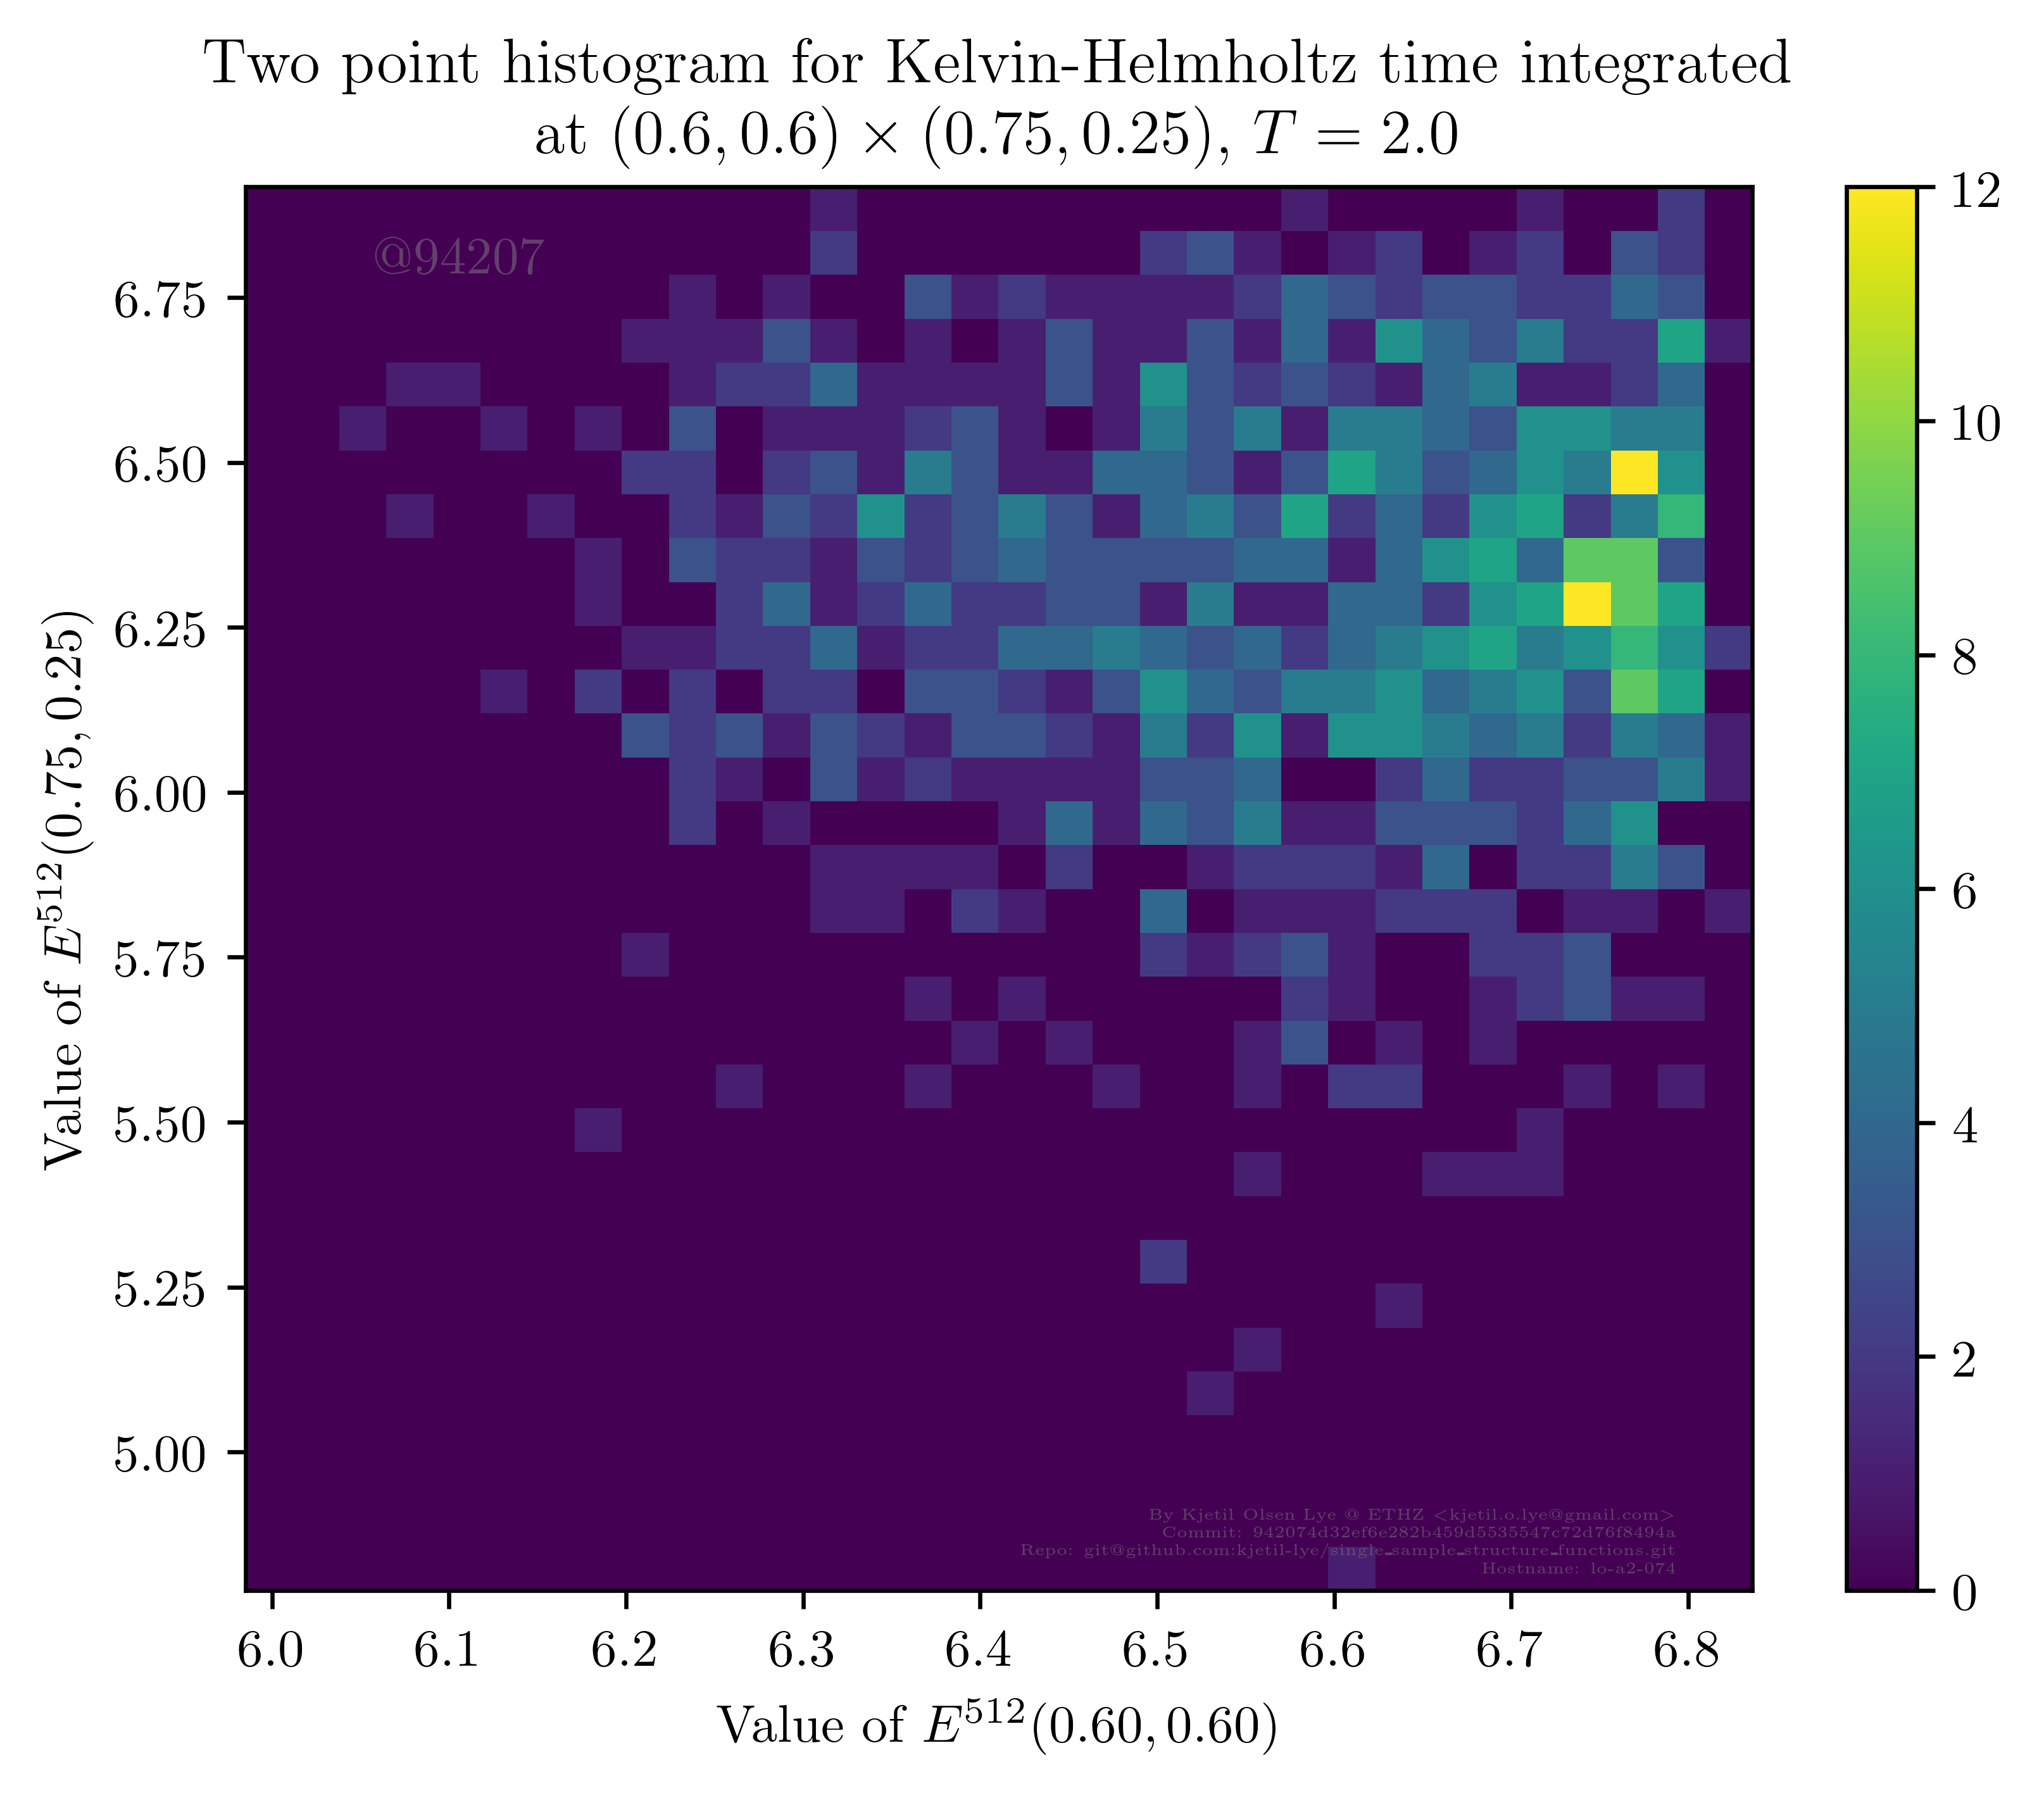 Two point histogram for Kelvin-Helmholtz time integrated
at (0.6, 0.6) × (0.75, 0.25), T = 2.0
@94207
12
10
8
6
4
2
0
Value of E^512(0.75, 0.25)
6.75
6.50
6.25
6.00
5.75
5.50
5.25
5.00
By Kjetil Olsen Lye @ ETHZ <kjetil.o.lye@gmail.com>
Commit: 942074d32ef6e282b459d5535547c72d76f8494a
Repo: git@github.com:kjetil-lye/single_sample_structure_functions.git
Hostname: lo-a2-074
6.0 6.1 6.2 6.3 6.4 6.5 6.6 6.7 6.8
Value of E^512(0.60, 0.60)